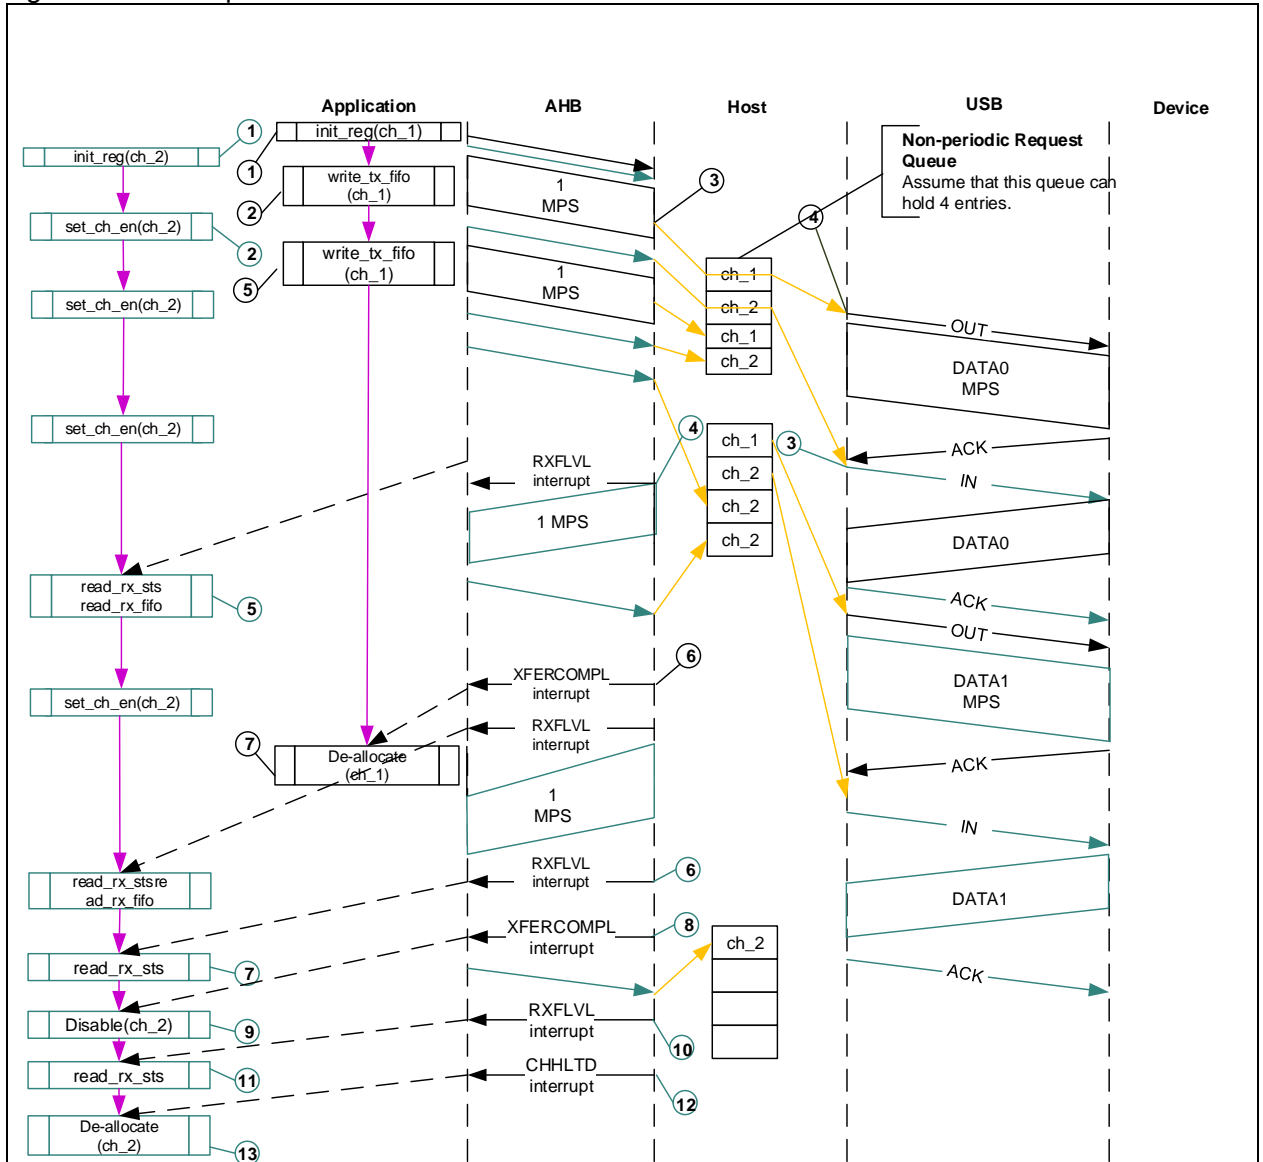 Application
AHB
Host
USB
Device
1
init_reg(ch_1)
init_reg(ch_2)
1
Non-periodic Request
Queue
Assume that this queue can
hold 4 entries.
write_tx_fifo
(ch_1)
2
1
MPS
3
4
set_ch_en(ch_2)
2
write_tx_fifo
(ch_1)
5
1
MPS
ch_1
ch_2
ch_1
ch_2
set_ch_en(ch_2)
OUT
DATA0
MPS
set_ch_en(ch_2)
4
ch_1
ch_2
ch_2
ch_2
3
ACK
RXFLVL
interrupt
IN
1 MPS
DATA0
read_rx_sts
read_rx_fifo
5
ACK
OUT
6
XFERCOMPL
interrupt
DATA1
MPS
set_ch_en(ch_2)
RXFLVL
interrupt
7
De-allocate
(ch_1)
ACK
1
MPS
IN
RXFLVL
interrupt
6
read_rx_stsre
ad_rx_fifo
DATA1
XFERCOMPL
interrupt
8
ch_2
read_rx_sts
7
ACK
RXFLVL
interrupt
Disable(ch_2)
9
10
CHHLTD
interrupt
read_rx_sts
11
12
De-allocate
(ch_2)
13